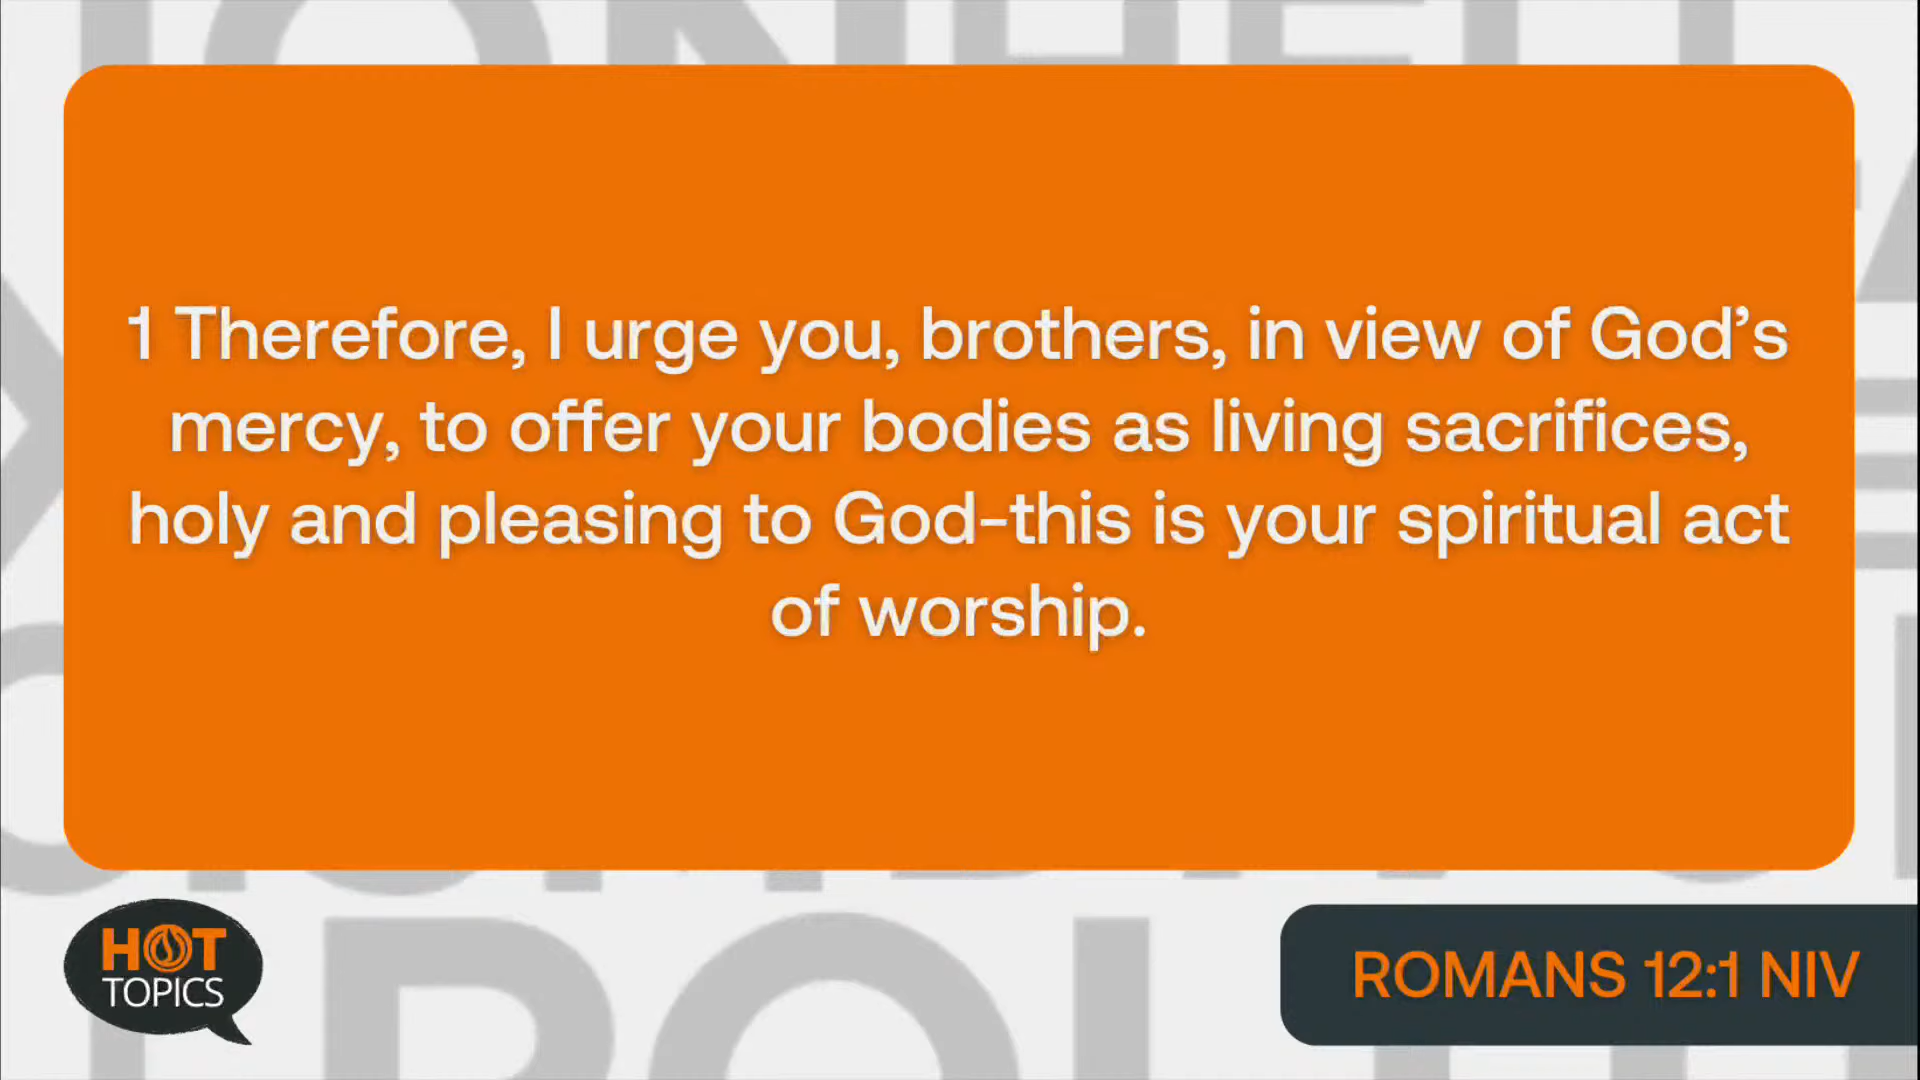 1 Therefore, I urge you, brothers, in view of God’s
mercy, to offer your bodies as living sacrifices,
holy and pleasing to God-this is your spiritual act
of worship.
HOT
TOPICS
ROMANS 12:1 NIV